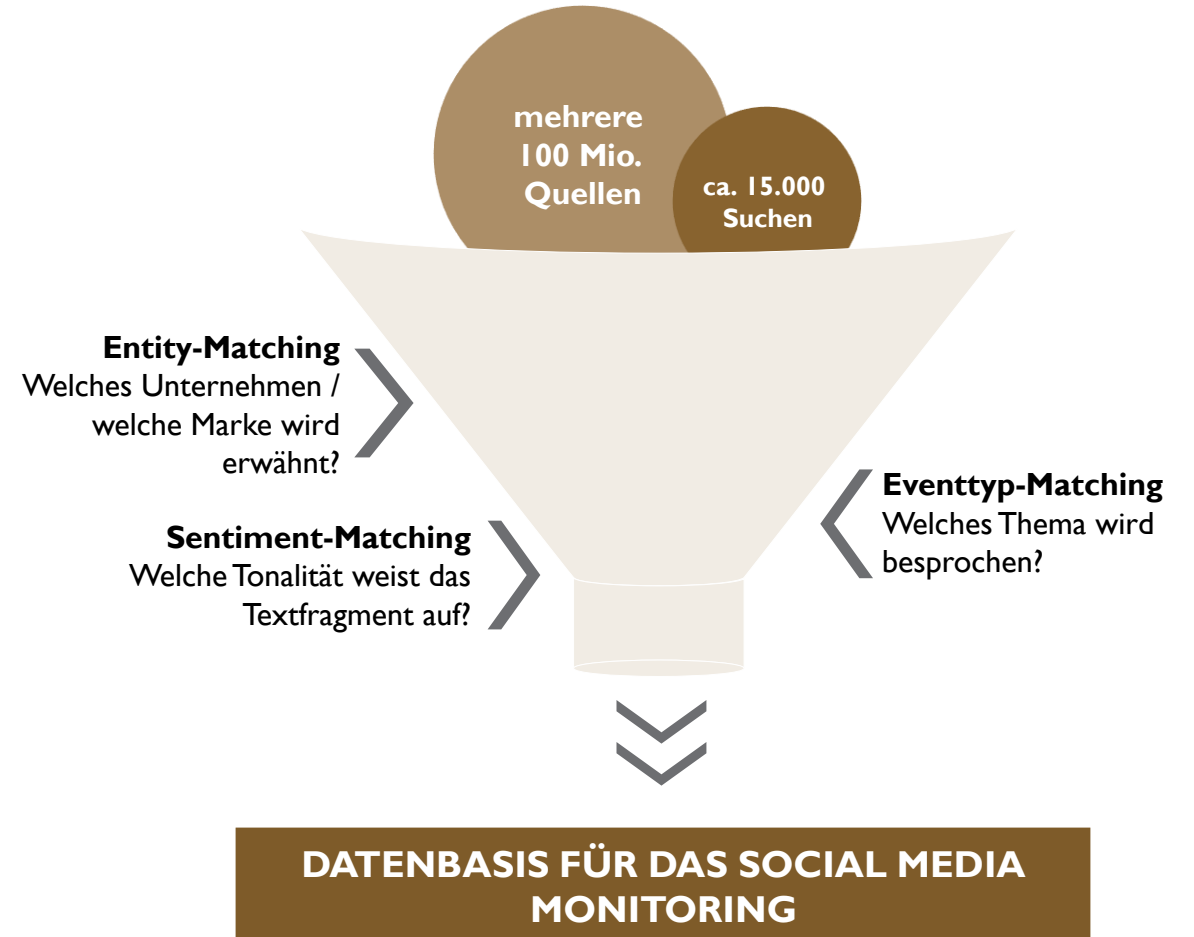 mehrere
100 Mio.
Quellen
ca. 15.000
Suchen
Entity-Matching
Welches Unternehmen /
welche Marke wird
erwähnt?
Eventtyp-Matching
Welches Thema wird
besprochen?
Sentiment-Matching
Welche Tonalität weist das
Textfragment auf?
DATENBASIS FÜR DAS SOCIAL MEDIA
MONITORING